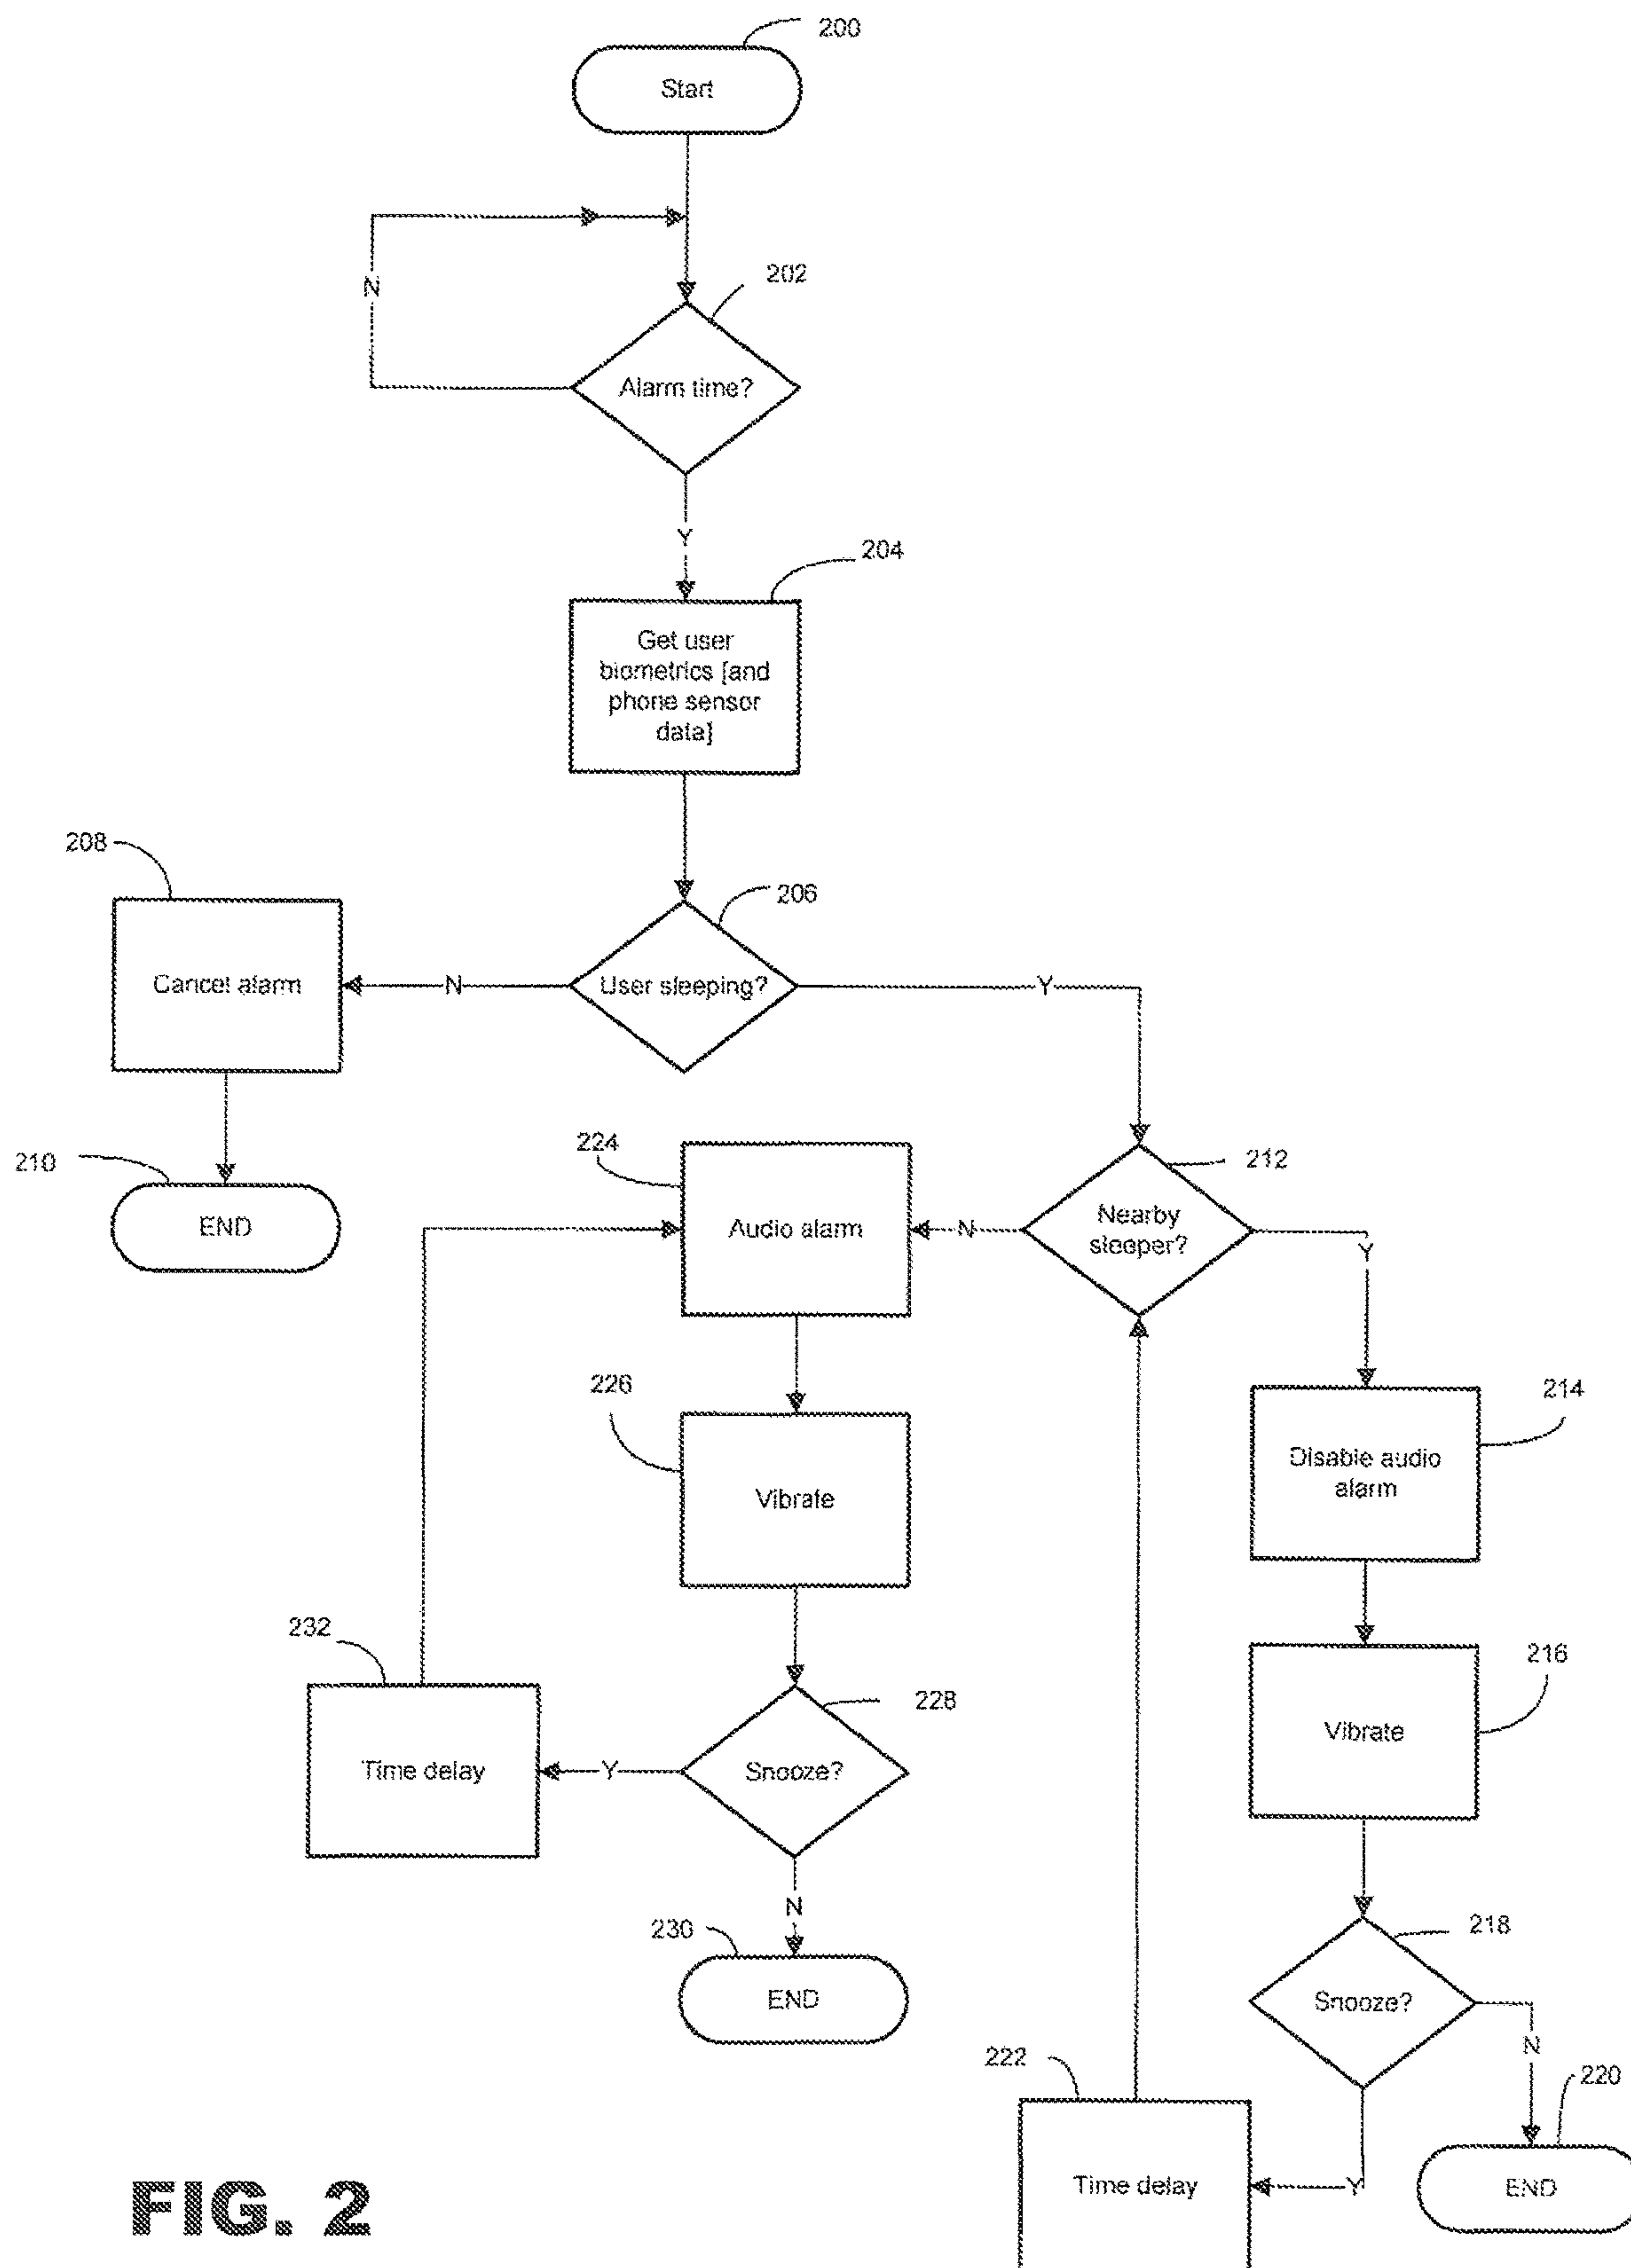 200
Start
N
202
Alarm time?
Y
204
Get user
biometrics [and
phone sensor
data]
208
206
Cancel alarm
N
User sleeping?
Y
210
END
224
212
Audio alarm
N
Nearby
sleeper?
Y
226
214
Vibrate
Disable audio
alarm
232
228
216
Time delay
Y
Snooze?
Vibrate
N
230
218
END
Snooze?
N
222
220
Time delay
Y
END
FIG. 2